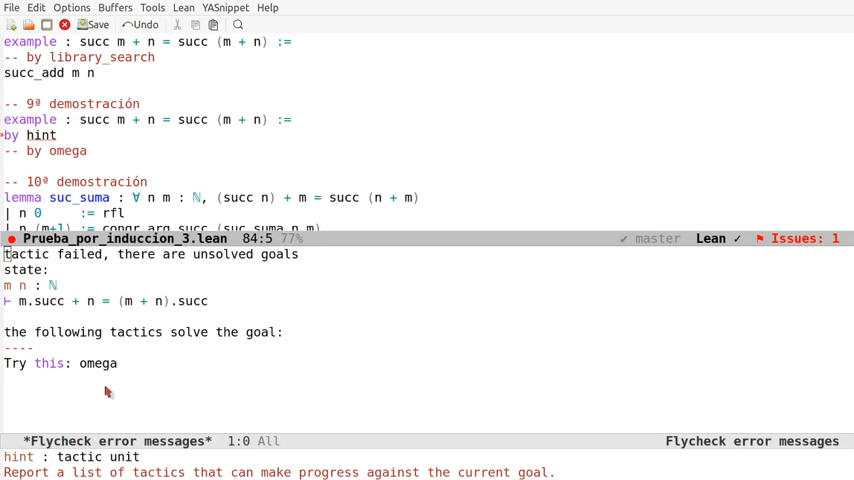 File Edit Options Buffers Tools Lean YASnippet Help
Save Undo
example : succ m + n = succ (m + n) :=
-- by library_search
succ_add m n
-- 9ª demostración
example : succ m + n = succ (m + n) :=
by hint
-- by omega
-- 10ª demostración
lemma suc_suma : ∀ n m : ℕ, (succ n) + m = succ (n + m)
| n 0     := rfl
| n (m+1) := congr_arg succ (suc_suma n m)
Prueba_por_induccion_3.lean 84:5 77% ✔ master Lean ✓ ⚑ Issues: 1
tactic failed, there are unsolved goals
state:
m n : ℕ
⊢ m.succ + n = (m + n).succ
the following tactics solve the goal:
----
Try this: omega
*Flycheck error messages* 1:0 All Flycheck error messages
hint : tactic unit
Report a list of tactics that can make progress against the current goal.